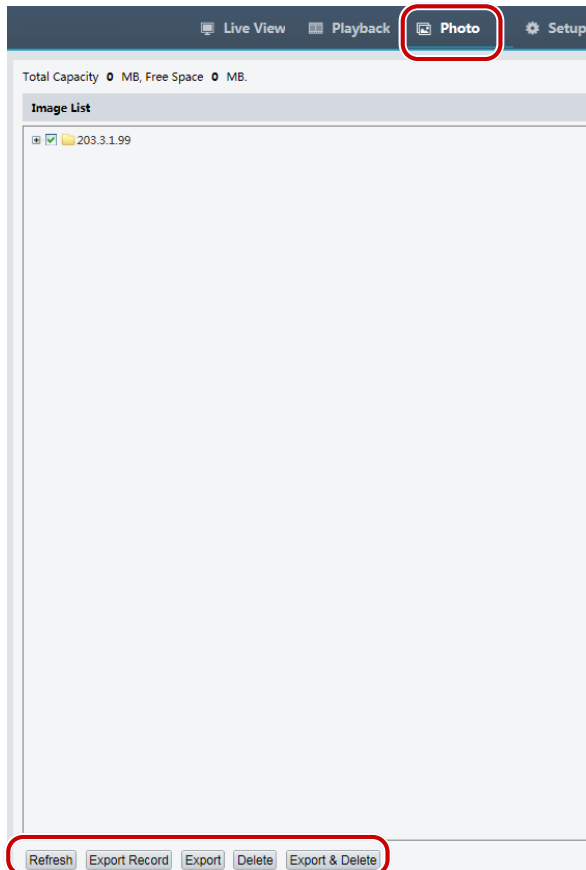 Live View Playback Photo Setup
Total Capacity 0 MB, Free Space 0 MB.
Image List
203.3.1.99
Refresh Export Record Export Delete Export & Delete